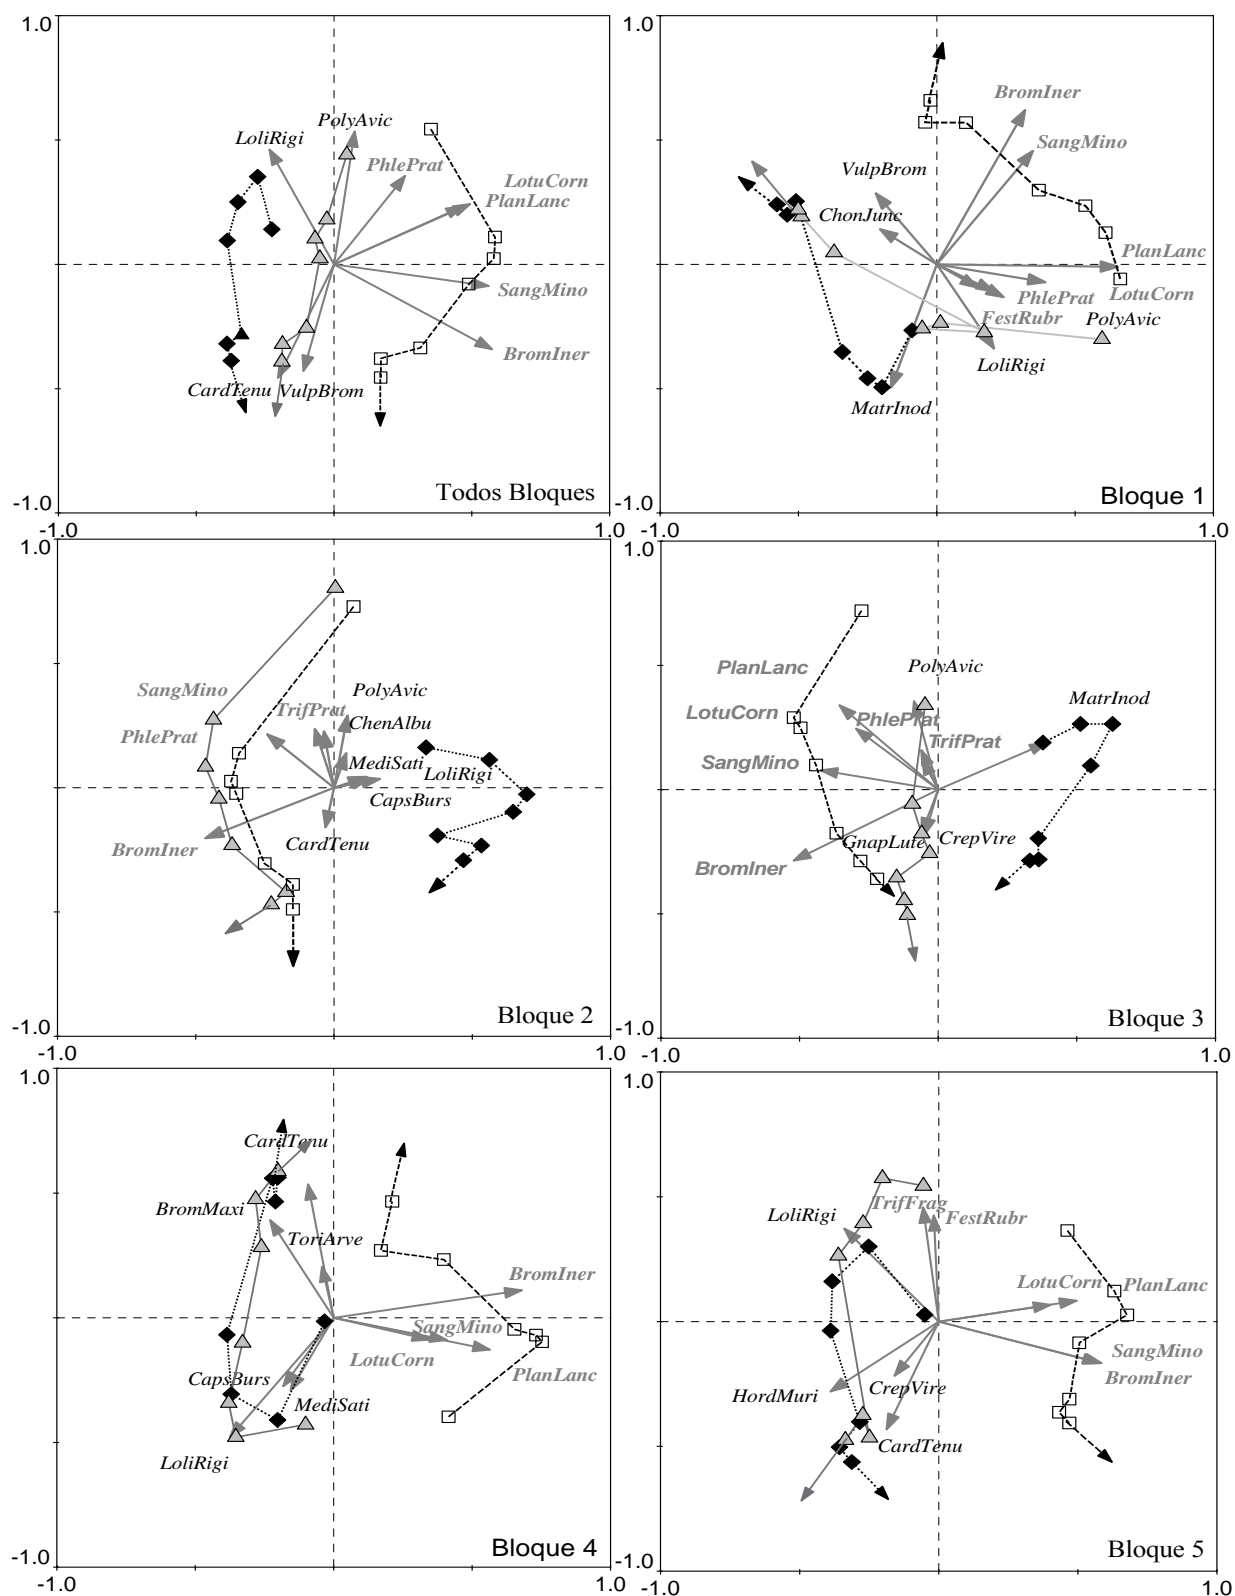 1.0
PolyAvic
LoliRigi
PhlePrat
LotuCorn
PlanLanc
SangMino
BromIner
CardTenu VulpBrom
Todos Bloques
-1.0
-1.0
1.0
1.0
BromIner
SangMino
VulpBrom
ChonJunc
PlanLanc
PhlePrat LotuCorn
FestRubr PolyAvic
LoliRigi
MatrInod
Bloque 1
-1.0
-1.0
1.0
1.0
SangMino
PolyAvic
TrifPrat
ChenAlbu
PhlePrat
MediSati
LoliRigi
CapsBurs
BromIner
CardTenu
Bloque 2
-1.0
-1.0
1.0
1.0
PlanLanc
PolyAvic
MatrInod
LotuCorn
PhlePrat
TrifPrat
SangMino
GnapLute CrepVire
BromIner
Bloque 3
-1.0
-1.0
1.0
1.0
CardTenu
BromMaxi
ToriArve
BromIner
SangMino
LotuCorn
CapsBurs
PlanLanc
MediSati
LoliRigi
Bloque 4
-1.0
-1.0
1.0
1.0
TrifFrag
LoliRigi
FestRubr
LotuCorn PlanLanc
SangMino
BromIner
HordMuri
CrepVire
CardTenu
Bloque 5
-1.0
-1.0
1.0